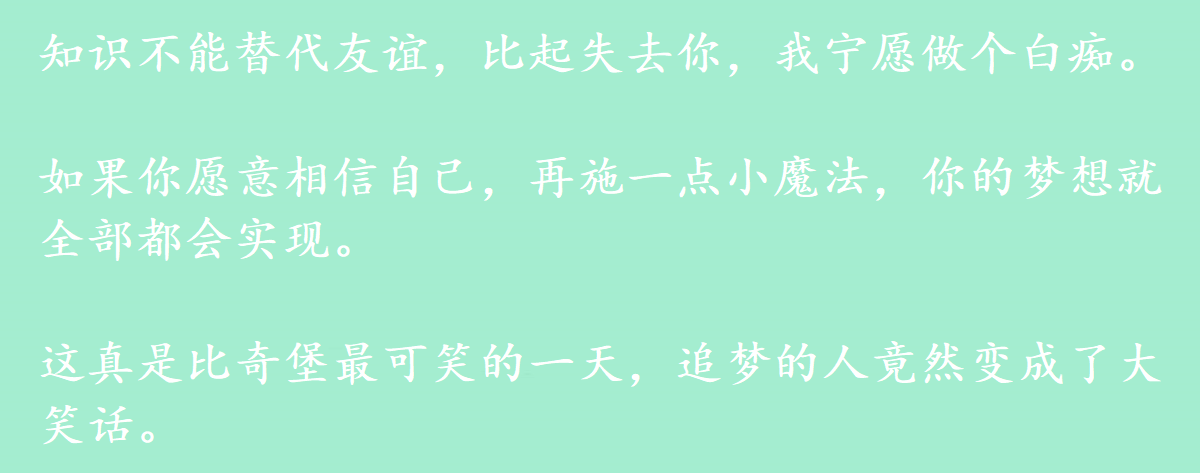 知识不能替代友谊，比起失去你，我宁愿做个白痴。
如果你愿意相信自己，再施一点小魔法，你的梦想就
全部都会实现。
这真是比奇堡最可笑的一天，追梦的人竟然变成了大
笑话。